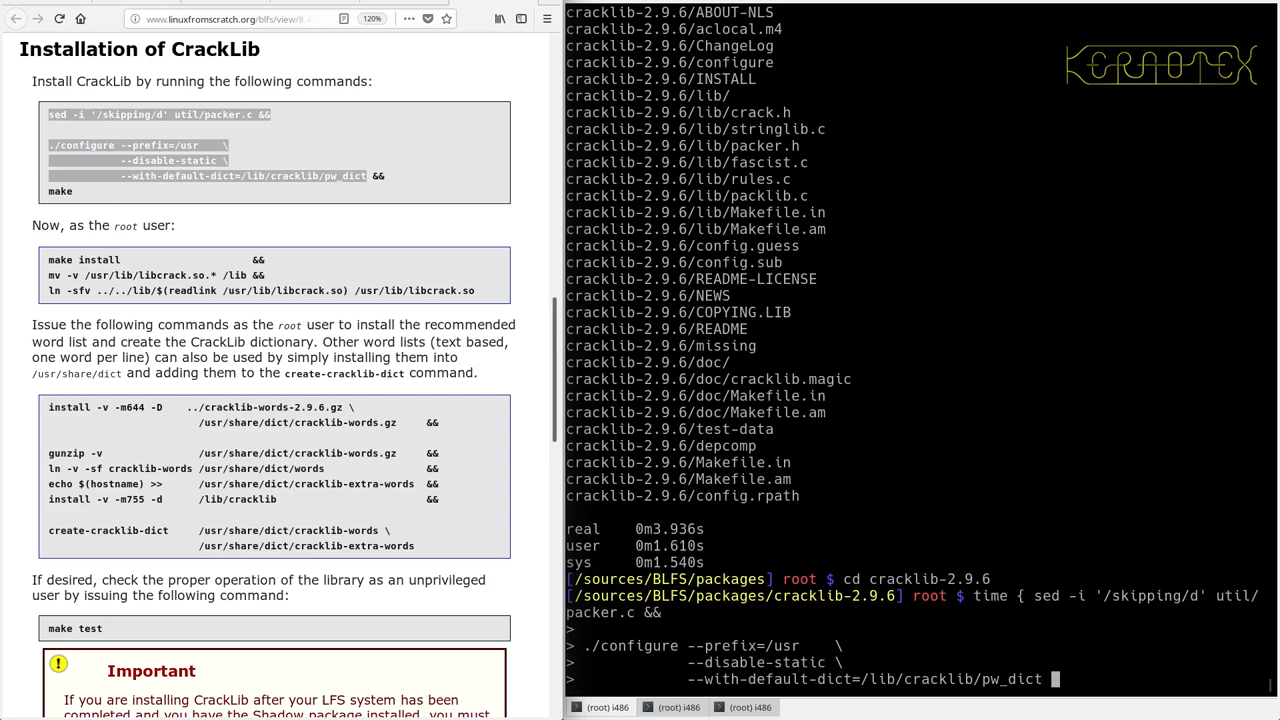 www.linuxfromscratch.org/blfs/view/8.4
120%
Installation of CrackLib
Install CrackLib by running the following commands:
sed -i '/skipping/d' util/packer.c &&
./configure --prefix=/usr \
--disable-static \
--with-default-dict=/lib/cracklib/pw_dict &&
make
Now, as the root user:
make install &&
mv -v /usr/lib/libcrack.so.* /lib &&
ln -sfv ../../lib/$(readlink /usr/lib/libcrack.so) /usr/lib/libcrack.so
Issue the following commands as the root user to install the recommended
word list and create the CrackLib dictionary. Other word lists (text based,
one word per line) can also be used by simply installing them into
/usr/share/dict and adding them to the create-cracklib-dict command.
install -v -m644 -D ../cracklib-words-2.9.6.gz \
/usr/share/dict/cracklib-words.gz &&
gunzip -v /usr/share/dict/cracklib-words.gz &&
ln -v -sf cracklib-words /usr/share/dict/words &&
echo $(hostname) >> /usr/share/dict/cracklib-extra-words &&
install -v -m755 -d /lib/cracklib &&
create-cracklib-dict /usr/share/dict/cracklib-words \
/usr/share/dict/cracklib-extra-words
If desired, check the proper operation of the library as an unprivileged
user by issuing the following command:
make test
Important
If you are installing CrackLib after your LFS system has been
completed and you have the Shadow package installed, you must
cracklib-2.9.6/ABOUT-NLS
cracklib-2.9.6/aclocal.m4
cracklib-2.9.6/ChangeLog
cracklib-2.9.6/configure
cracklib-2.9.6/INSTALL
cracklib-2.9.6/lib/
cracklib-2.9.6/lib/crack.h
cracklib-2.9.6/lib/stringlib.c
cracklib-2.9.6/lib/packer.h
cracklib-2.9.6/lib/fascist.c
cracklib-2.9.6/lib/rules.c
cracklib-2.9.6/lib/packlib.c
cracklib-2.9.6/lib/Makefile.in
cracklib-2.9.6/lib/Makefile.am
cracklib-2.9.6/config.guess
cracklib-2.9.6/config.sub
cracklib-2.9.6/README-LICENSE
cracklib-2.9.6/NEWS
cracklib-2.9.6/COPYING.LIB
cracklib-2.9.6/README
cracklib-2.9.6/missing
cracklib-2.9.6/doc/
cracklib-2.9.6/doc/cracklib.magic
cracklib-2.9.6/doc/Makefile.in
cracklib-2.9.6/doc/Makefile.am
cracklib-2.9.6/test-data
cracklib-2.9.6/depcomp
cracklib-2.9.6/Makefile.in
cracklib-2.9.6/Makefile.am
cracklib-2.9.6/config.rpath
real 0m3.936s
user 0m1.610s
sys 0m1.540s
[/sources/BLFS/packages] root $ cd cracklib-2.9.6
[/sources/BLFS/packages/cracklib-2.9.6] root $ time { sed -i '/skipping/d' util/
packer.c &&
>
> ./configure --prefix=/usr \
> --disable-static \
> --with-default-dict=/lib/cracklib/pw_dict
(root) i486
(root) i486
(root) i486
KERAOTEX